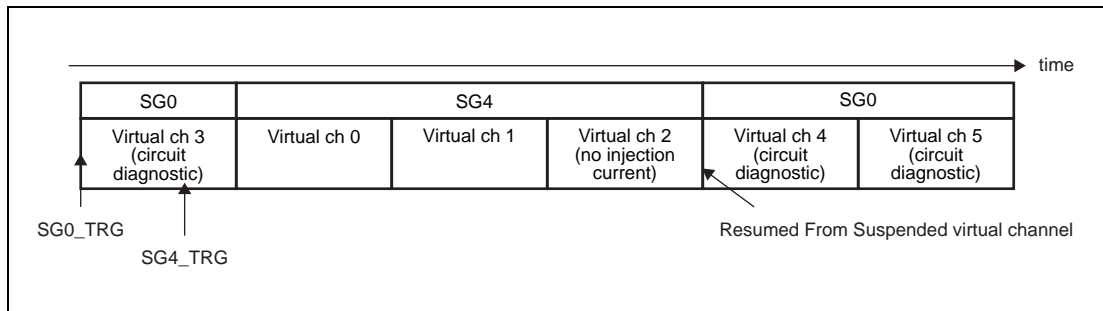 time
SG0
SG4
SG0
Virtual ch 3
(circuit
diagnostic)
Virtual ch 0
Virtual ch 1
Virtual ch 2
(no injection
current)
Virtual ch 4
(circuit
diagnostic)
Virtual ch 5
(circuit
diagnostic)
SG0_TRG
SG4_TRG
Resumed From Suspended virtual channel